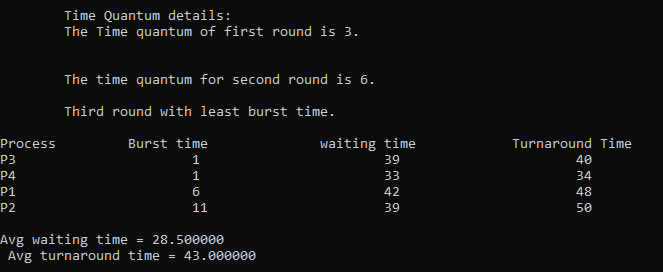 Time Quantum details:
The Time quantum of first round is 3.
The time quantum for second round is 6.
Third round with least burst time.
Process Burst time waiting time Turnaround Time
P3 1 39 40
P4 1 33 34
P1 6 42 48
P2 11 39 50
Avg waiting time = 28.500000
Avg turnaround time = 43.000000